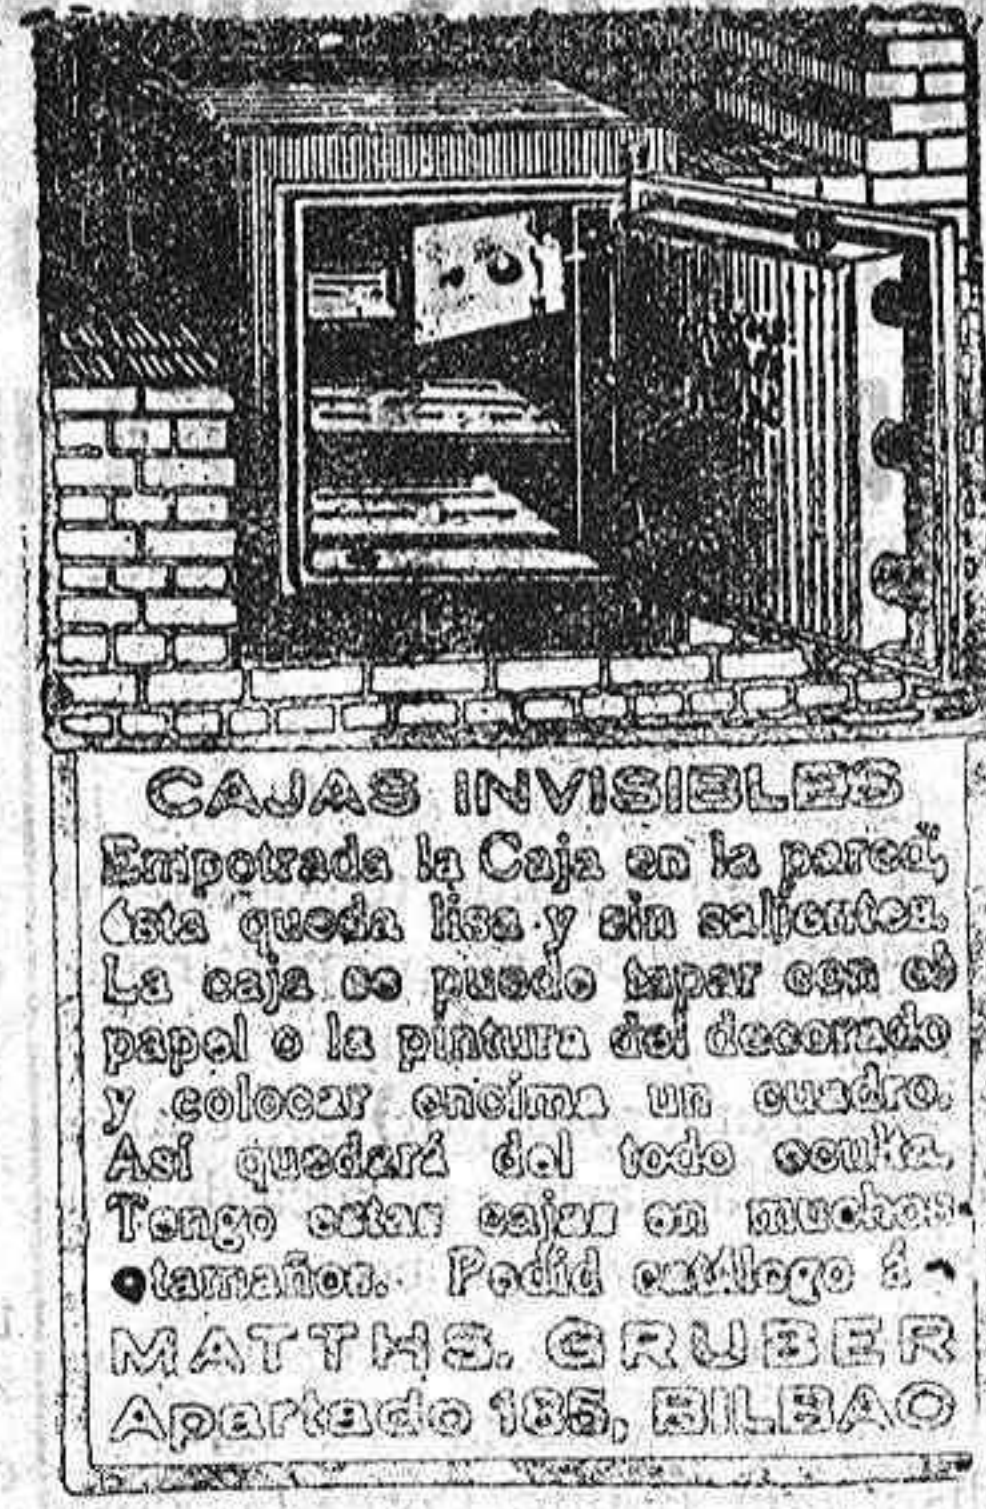 CAJAS INVISIBLES
Empotrada la Caja en la pared,
ésta queda lisa y sin salientes.
La caja se puede tapar con el
papel o la pintura del decorado
y colocar encima un cuadro.
Así quedará del todo oculta.
Tengo estas cajas en muchos
tamaños. Pedid catálogo á
MATTHS. GRUBER
Apartado 185, BILBAO